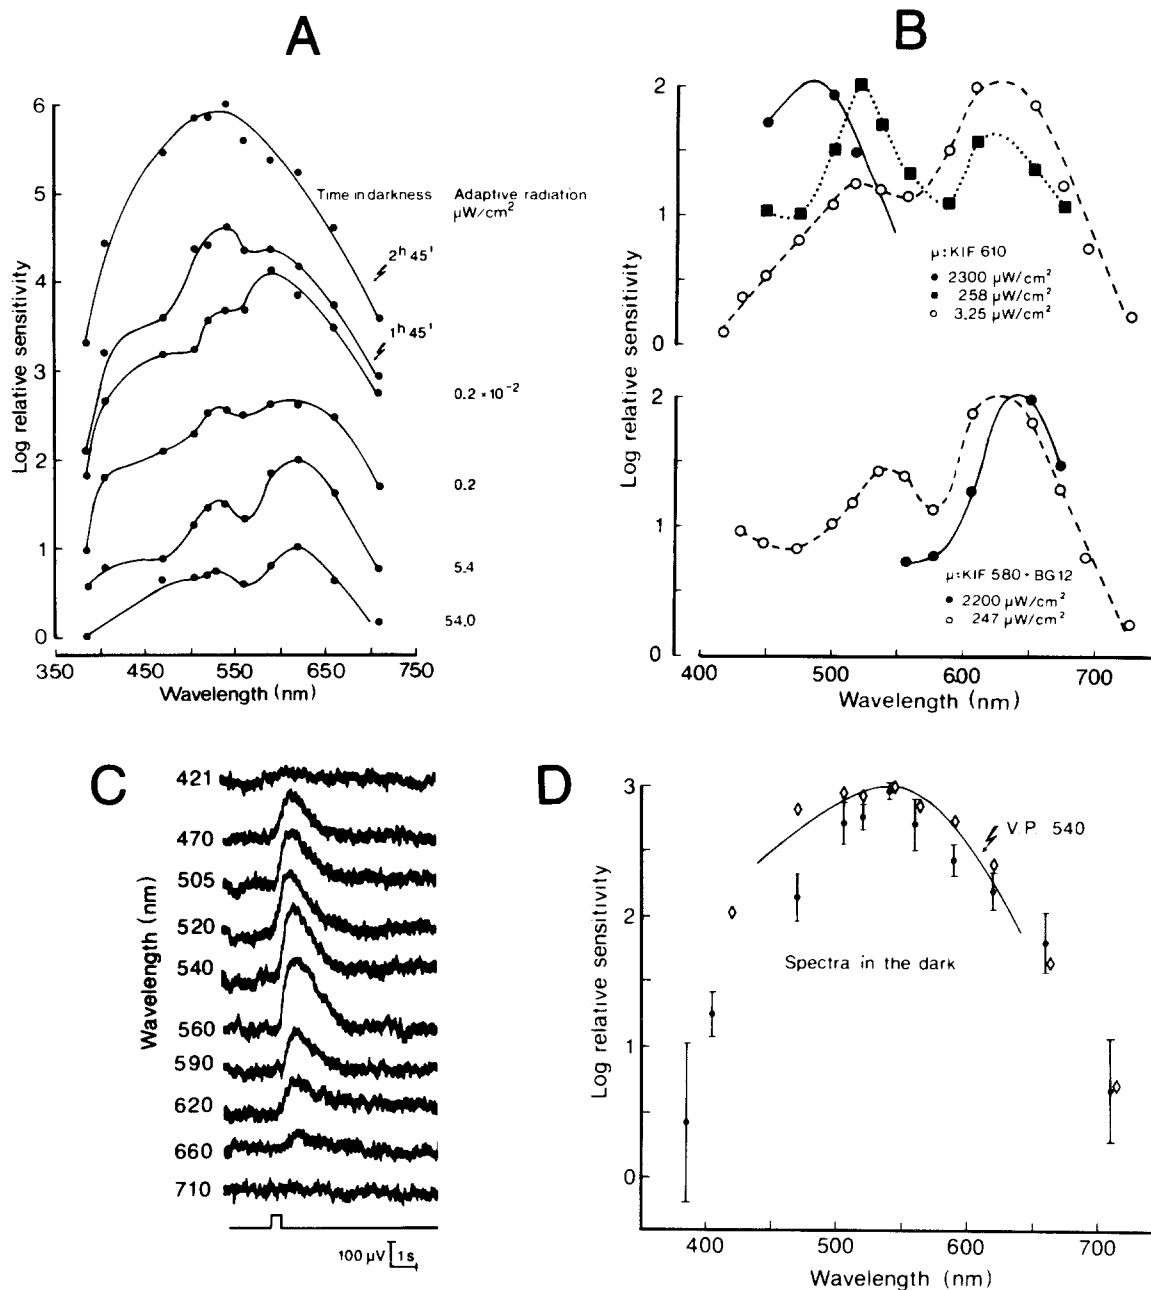 A
B
Log relative sensitivity
6
5
4
3
2
1
0
Time in darkness
Adaptive radiation
µW/cm²
2ʰ 45'
1ʰ 45'
0.2 × 10⁻²
0.2
5.4
54.0
350
450
550
650
750
Wavelength (nm)
Log relative sensitivity
2
1
0
µ:KIF 610
● 2300 µW/cm²
■ 258 µW/cm²
○ 3,25 µW/cm²
2
1
0
µ:KIF 580 + BG12
● 2200 µW/cm²
○ 247 µW/cm²
400
500
600
700
Wavelength (nm)
C
Wavelength (nm)
421
470
505
520
540
560
590
620
660
710
100 µV
1s
D
Log relative sensitivity
3
2
1
0
V.P. 540
Spectra in the dark
400
500
600
700
Wavelength (nm)